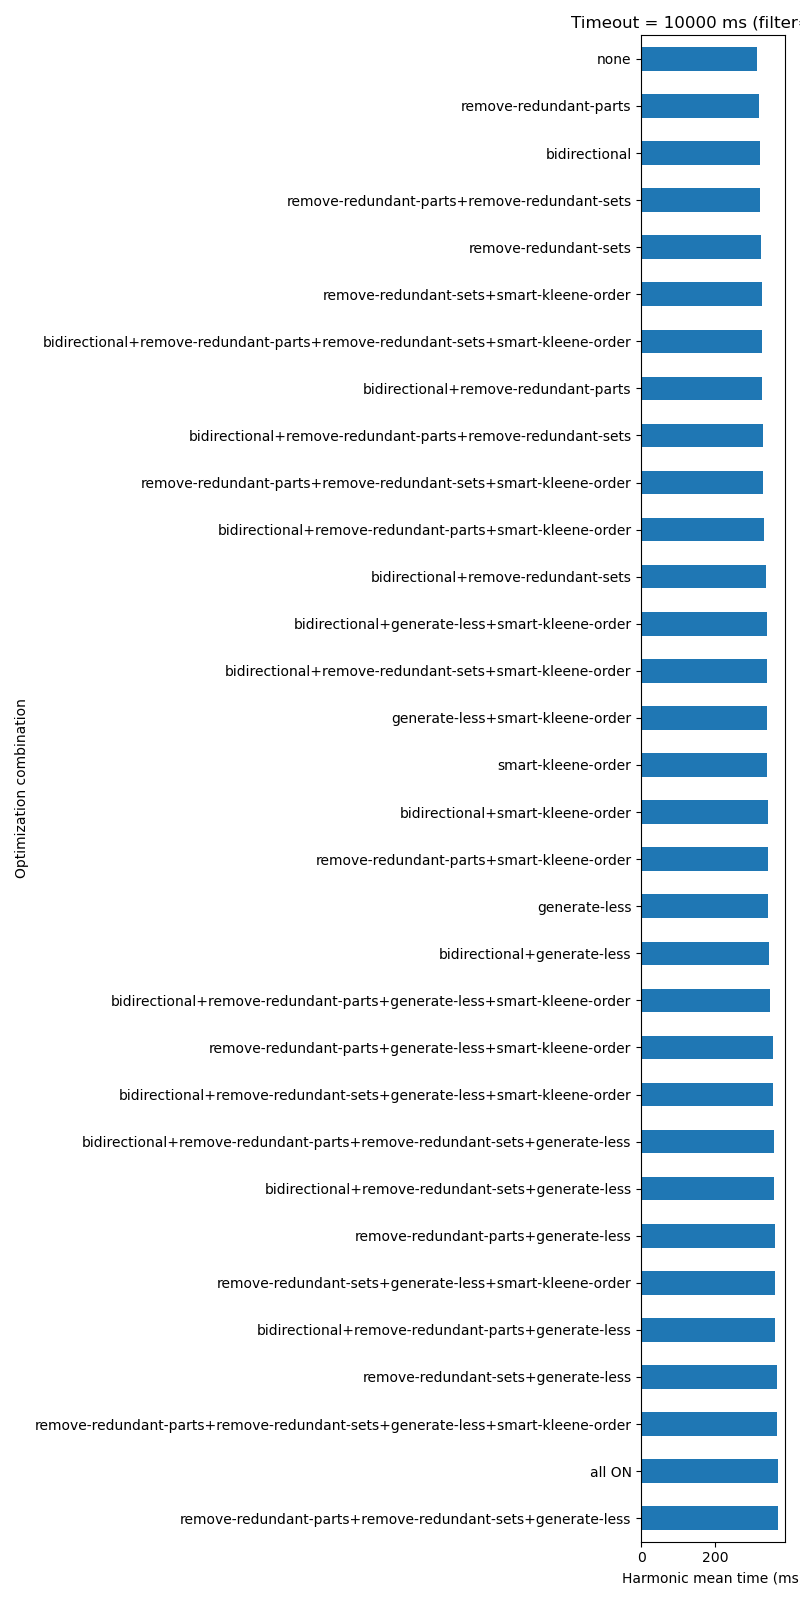 Timeout = 10000 ms (filter
none
remove-redundant-parts
bidirectional
remove-redundant-parts+remove-redundant-sets
remove-redundant-sets
remove-redundant-sets+smart-kleene-order
bidirectional+remove-redundant-parts+remove-redundant-sets+smart-kleene-order
bidirectional+remove-redundant-parts
bidirectional+remove-redundant-parts+remove-redundant-sets
remove-redundant-parts+remove-redundant-sets+smart-kleene-order
bidirectional+remove-redundant-parts+smart-kleene-order
bidirectional+remove-redundant-sets
bidirectional+generate-less+smart-kleene-order
bidirectional+remove-redundant-sets+smart-kleene-order
generate-less+smart-kleene-order
smart-kleene-order
bidirectional+smart-kleene-order
remove-redundant-parts+smart-kleene-order
generate-less
bidirectional+generate-less
bidirectional+remove-redundant-parts+generate-less+smart-kleene-order
remove-redundant-parts+generate-less+smart-kleene-order
bidirectional+remove-redundant-sets+generate-less+smart-kleene-order
bidirectional+remove-redundant-parts+remove-redundant-sets+generate-less
bidirectional+remove-redundant-sets+generate-less
remove-redundant-parts+generate-less
remove-redundant-sets+generate-less+smart-kleene-order
bidirectional+remove-redundant-parts+generate-less
remove-redundant-sets+generate-less
remove-redundant-parts+remove-redundant-sets+generate-less+smart-kleene-order
all ON
remove-redundant-parts+remove-redundant-sets+generate-less
Optimization combination
0 200
Harmonic mean time (ms